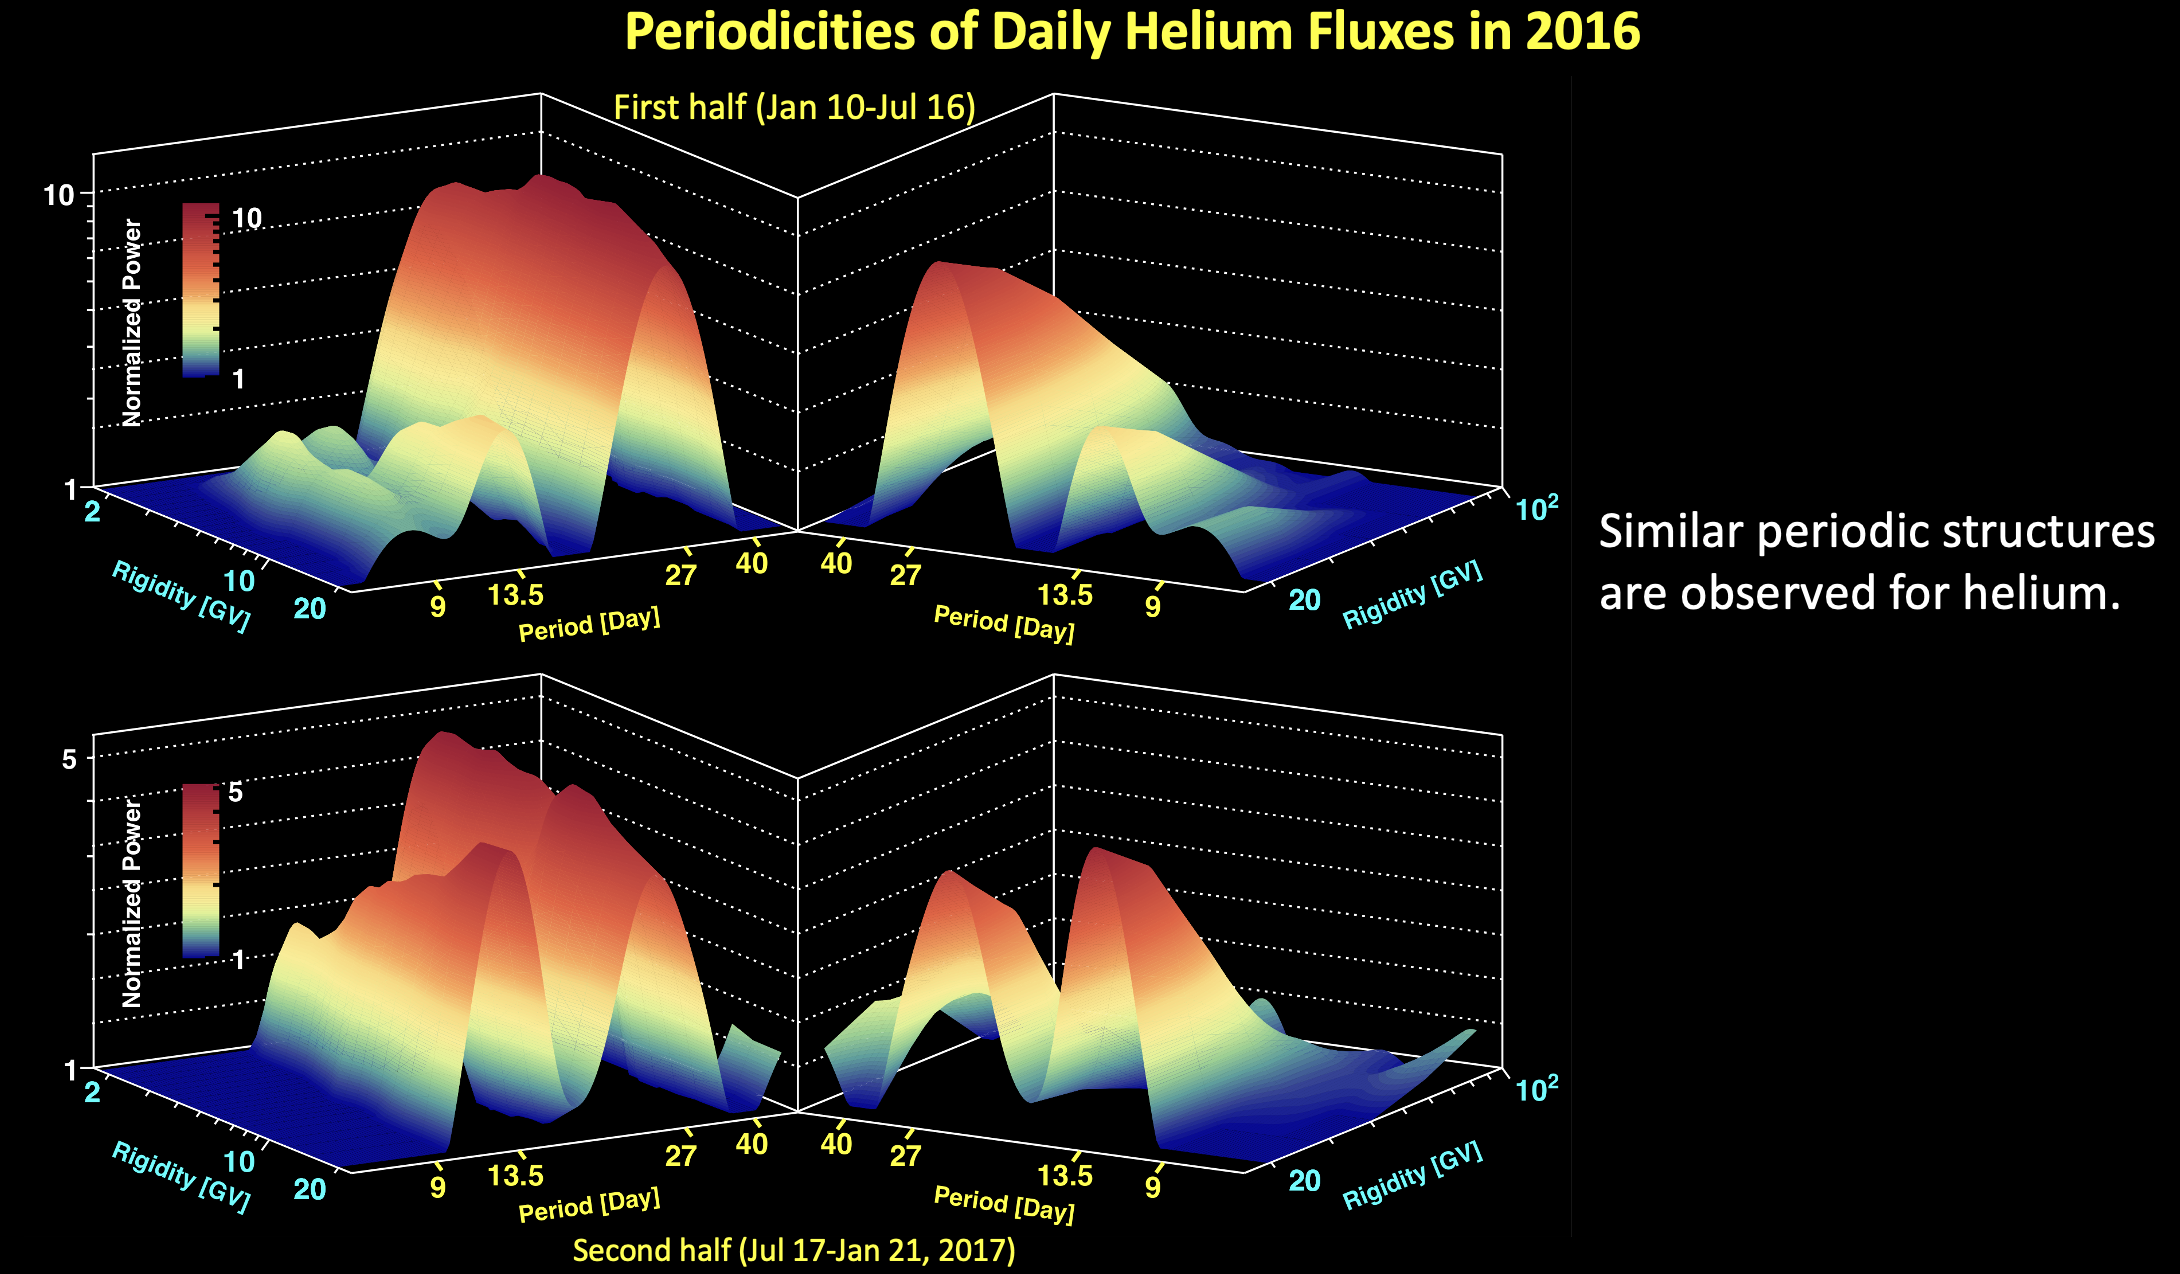 Periodicities of Daily Helium Fluxes in 2016
First half (Jan 10-Jul 16)
10
1
Normalized Power
10
1
2
10
20
Rigidity [GV]
9
13.5
27
40
Period [Day]
40
27
13.5
9
Period [Day]
20
10²
Rigidity [GV]
Similar periodic structures
are observed for helium.
5
1
Normalized Power
5
1
2
10
20
Rigidity [GV]
9
13.5
27
40
Period [Day]
40
27
13.5
9
Period [Day]
20
10²
Rigidity [GV]
Second half (Jul 17-Jan 21, 2017)